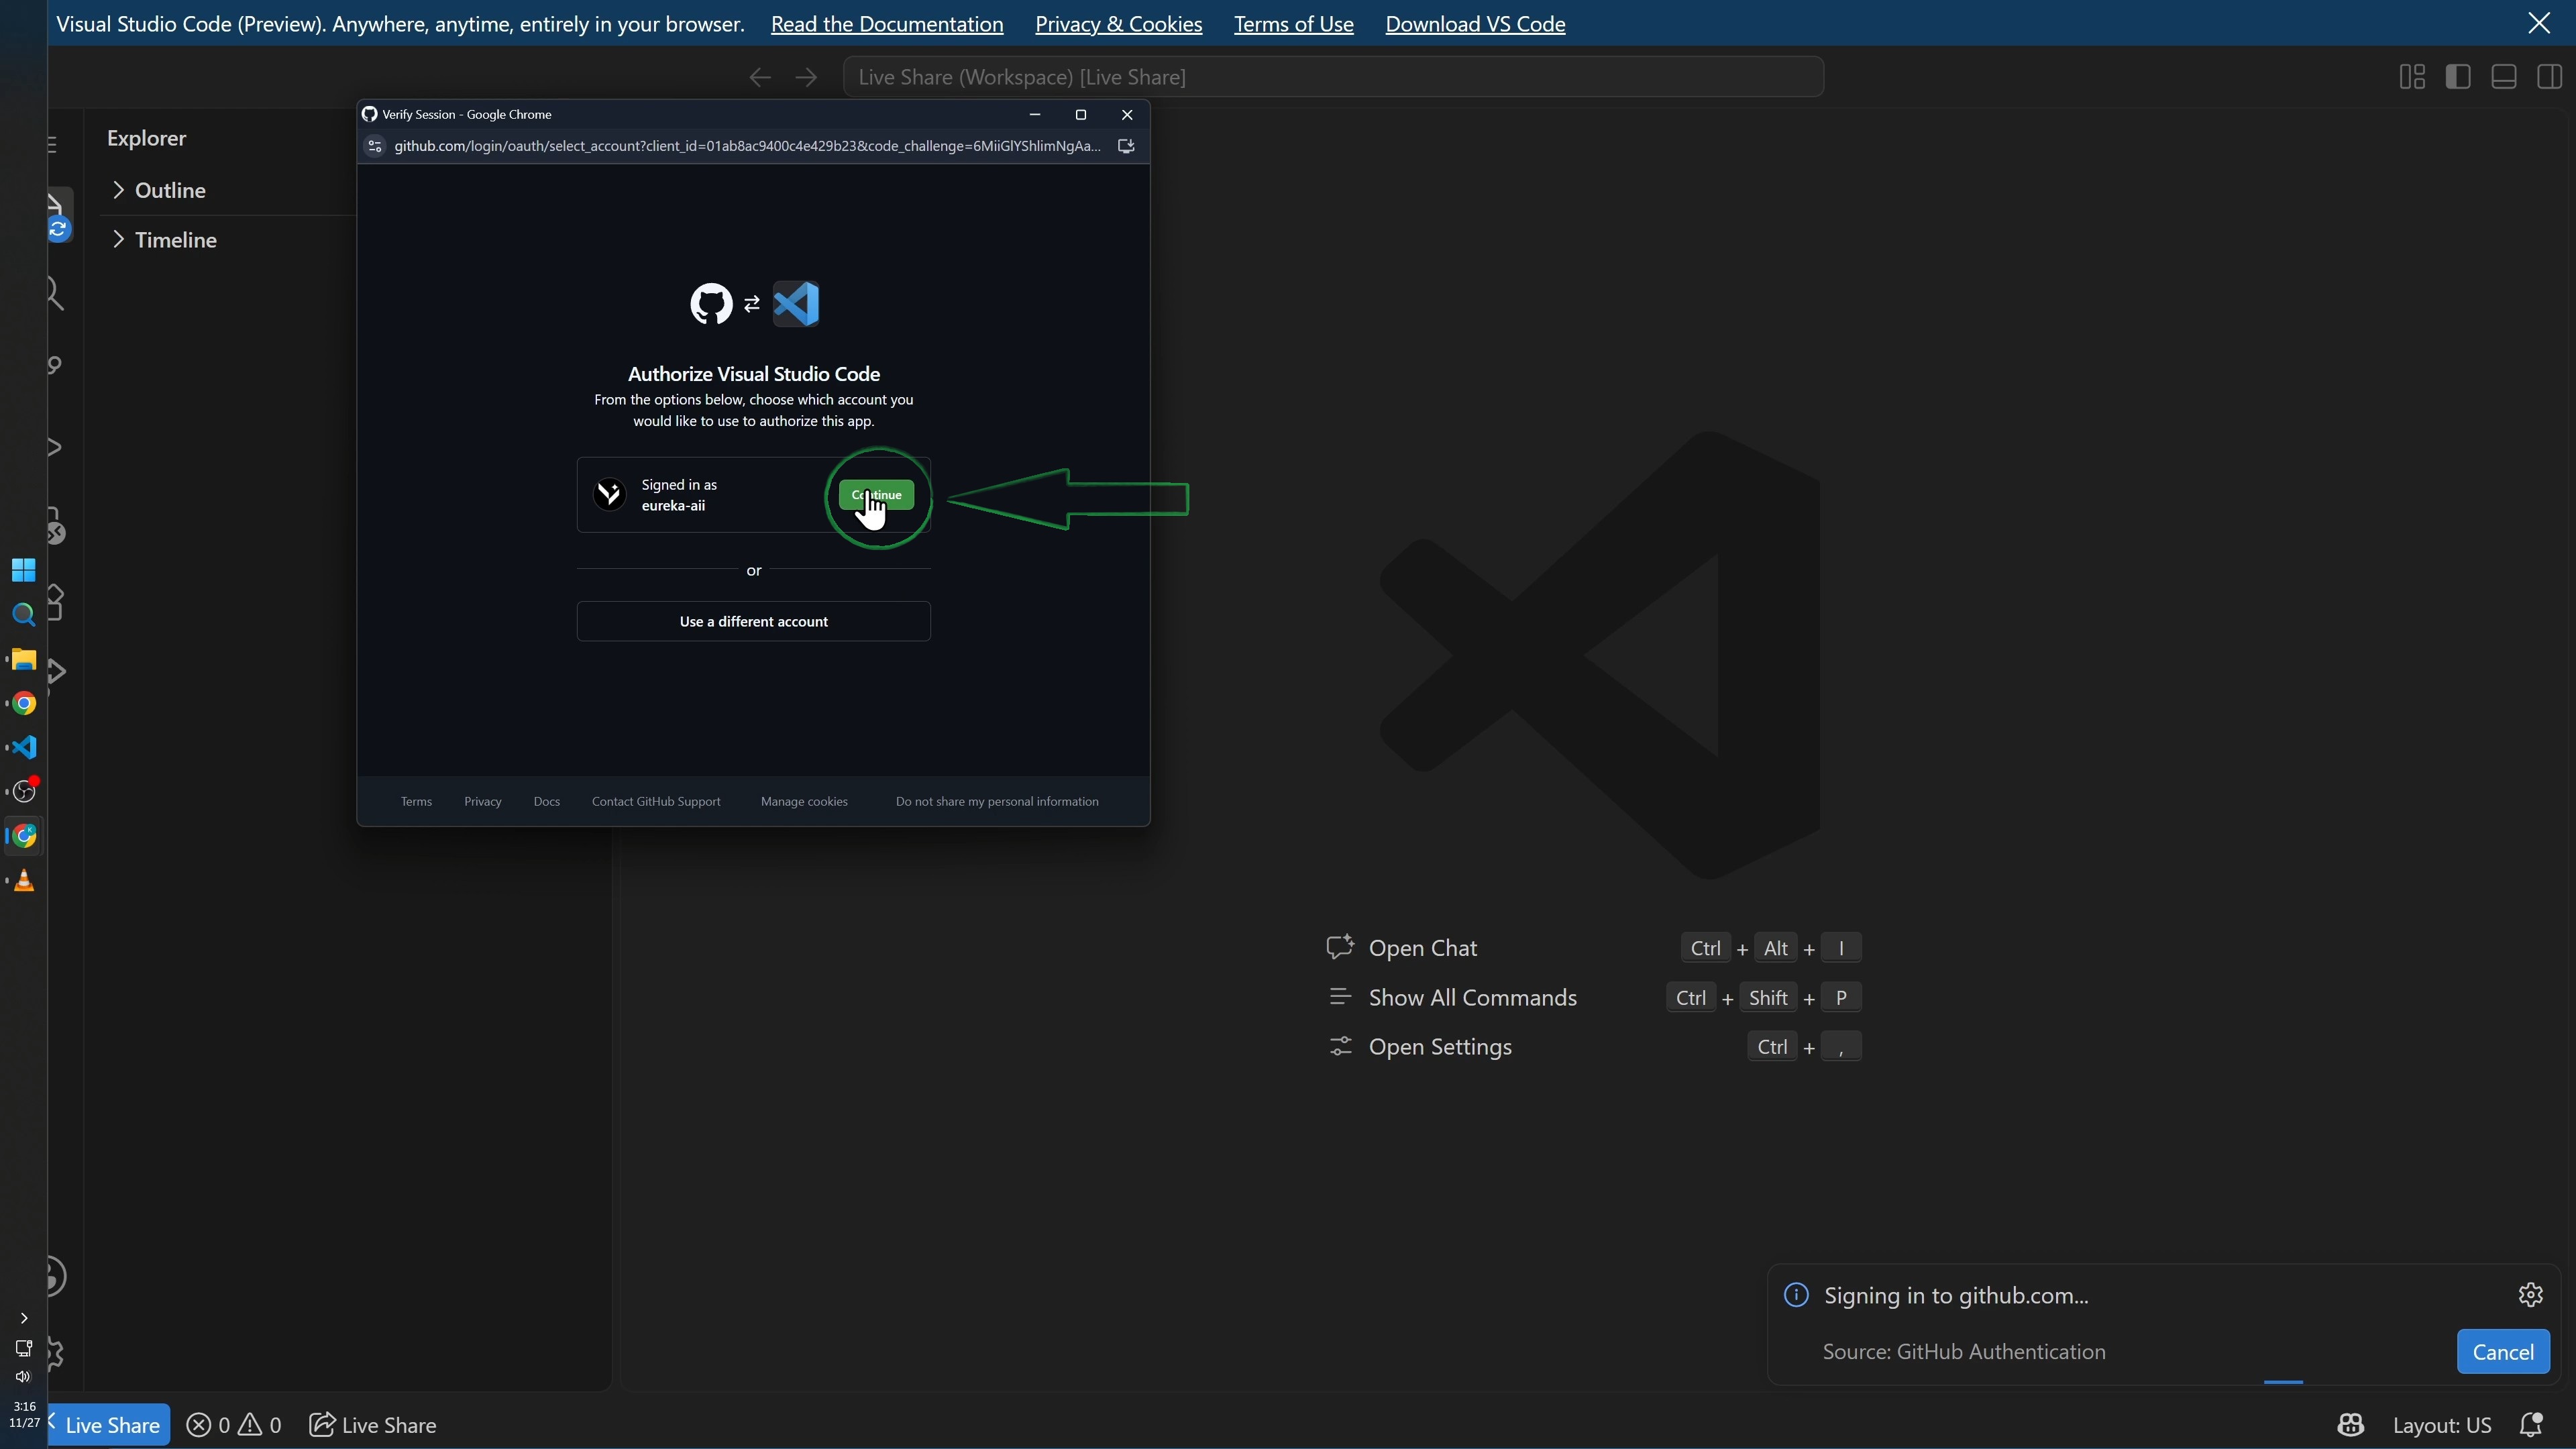 Visual Studio Code (Preview). Anywhere, anytime, entirely in your browser. Read the Documentation Privacy & Cookies Terms of Use Download VS Code
Live Share (Workspace) [Live Share]
Explorer
Outline
Timeline
Verify Session - Google Chrome
github.com/login/oauth/select_account?client_id=01ab8ac9400c4e429b23&code_challenge=6MiiGlYShlimNgAa...
Authorize Visual Studio Code
From the options below, choose which account you
would like to use to authorize this app.
Signed in as
eureka-aii
Continue
or
Use a different account
Terms Privacy Docs Contact GitHub Support Manage cookies Do not share my personal information
Open Chat Ctrl + Alt + I
Show All Commands Ctrl + Shift + P
Open Settings Ctrl + ,
Signing in to github.com...
Source: GitHub Authentication
Cancel
3:16
11/27
Live Share 0 0 Live Share
Layout: US